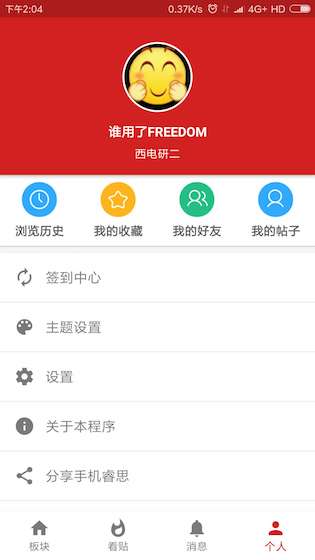 下午2:04 0.37K/s 4G+ HD
谁用了FREEDOM
西电研二
浏览历史 我的收藏 我的好友 我的帖子
签到中心
主题设置
设置
关于本程序
分享手机睿思
板块 看贴 消息 个人